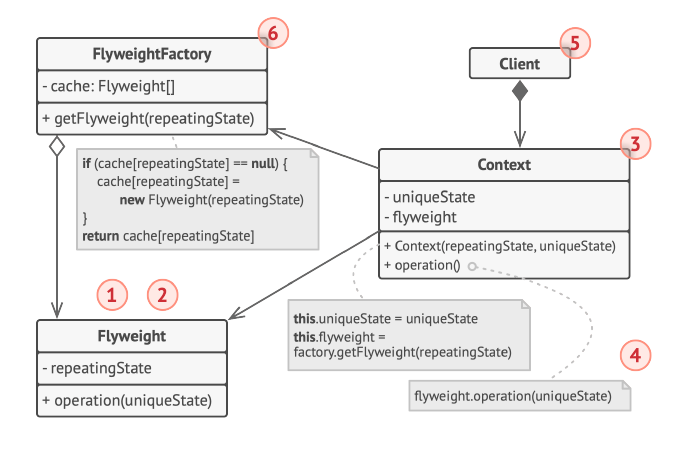 6
FlyweightFactory
- cache: Flyweight[]
+ getFlyweight(repeatingState)
if (cache[repeatingState] == null) {
cache[repeatingState] =
new Flyweight(repeatingState)
}
return cache[repeatingState]
5
Client
3
Context
- uniqueState
- flyweight
+ Context(repeatingState, uniqueState)
+ operation()
this.uniqueState = uniqueState
this.flyweight =
factory.getFlyweight(repeatingState)
4
flyweight.operation(uniqueState)
1
2
Flyweight
- repeatingState
+ operation(uniqueState)